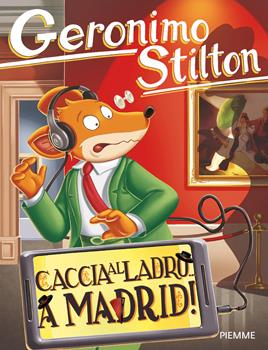 Geronimo
Stilton
CACCIA AL LADRO...
A MADRID!
PIEMME